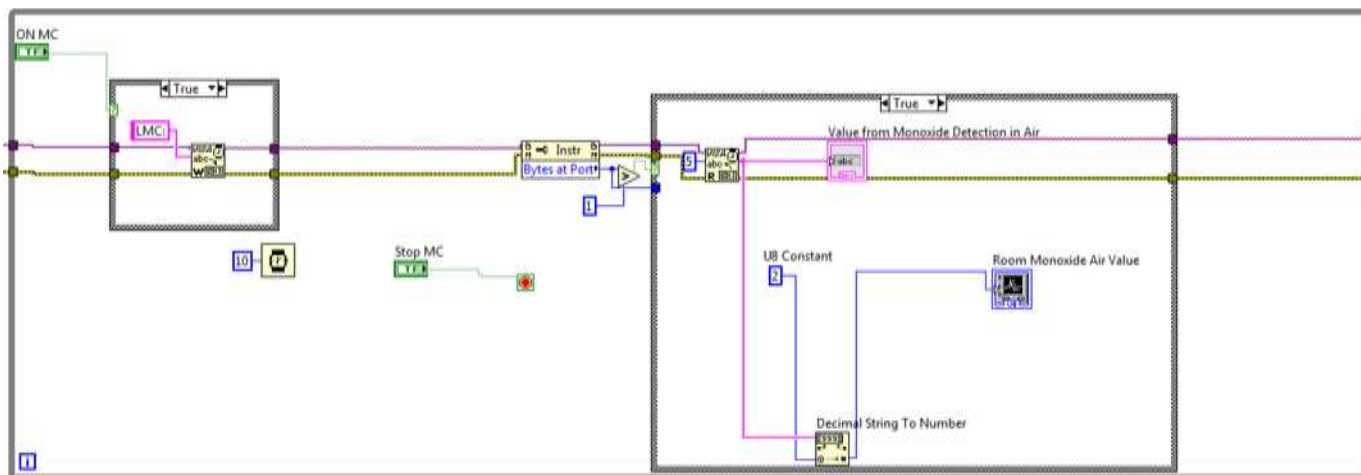 ON MC
TF
True
LMC:
W
Instr
Bytes at Port
1
10
Stop MC
TF
True
Value from Monoxide Detection in Air
5
abc
R
U8 Constant
2
Room Monoxide Air Value
Decimal String To Number
i